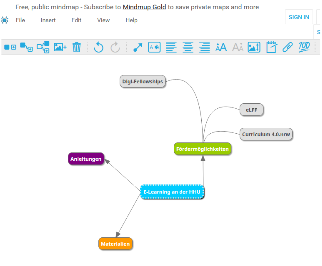 Free, public mindmap - Subscribe to Mindmup Gold to save private maps and more
SIGN IN
File Insert Edit View Help
S
Digi-Fellowships
eLFF
Curriculum 4.0.nrw
Fördermöglichkeiten
Anleitungen
E-Learning an der HHU
Materialien